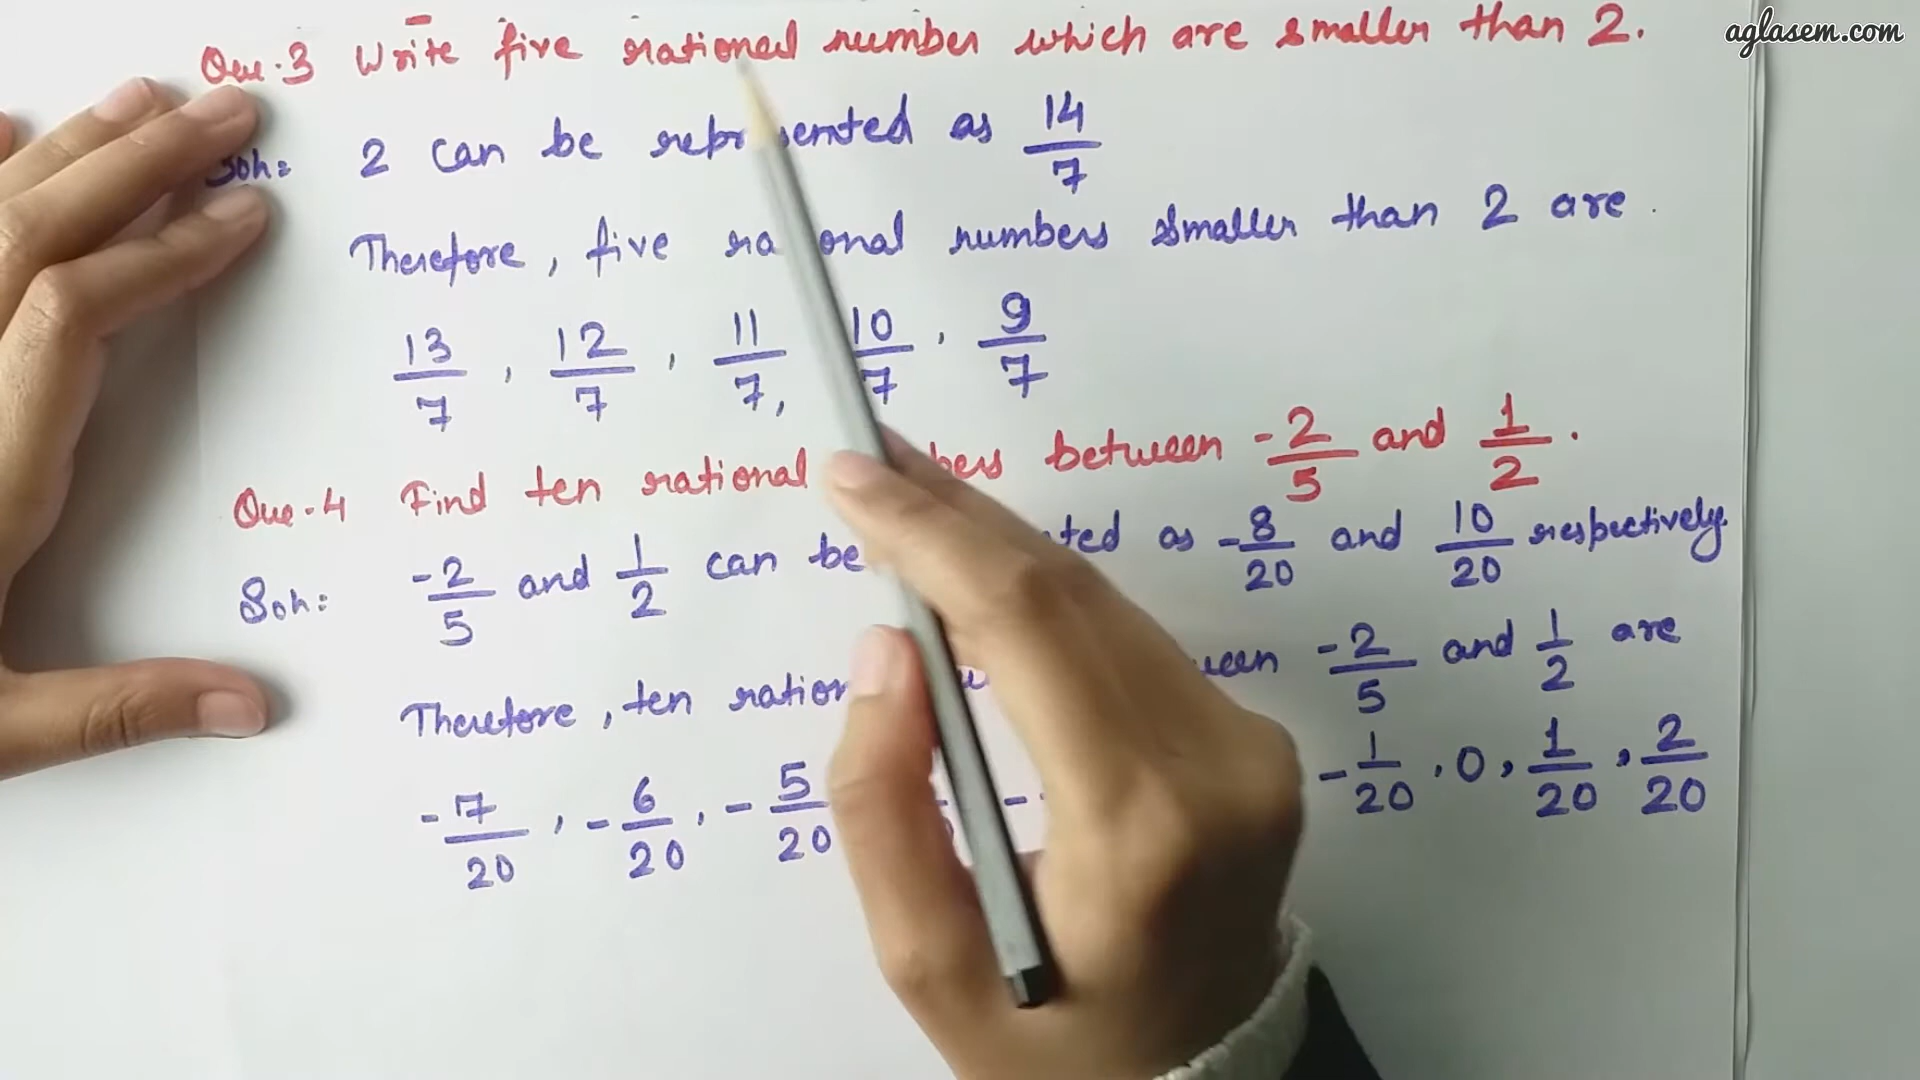 aglasem.com
Que.3 Write five rational number which are smaller than 2.
Soln: 2 can be represented as 14/7
Therefore, five rational numbers smaller than 2 are.
13/7, 12/7, 11/7, 10/7, 9/7
Que-4 Find ten rational between -2/5 and 1/2.
Soln: -2/5 and 1/2 can be as -8/20 and 10/20 respectively.
Therefore, ten -2/5 and 1/2 are
-7/20, -6/20, -5/20 -1/20, 0, 1/20, 2/20